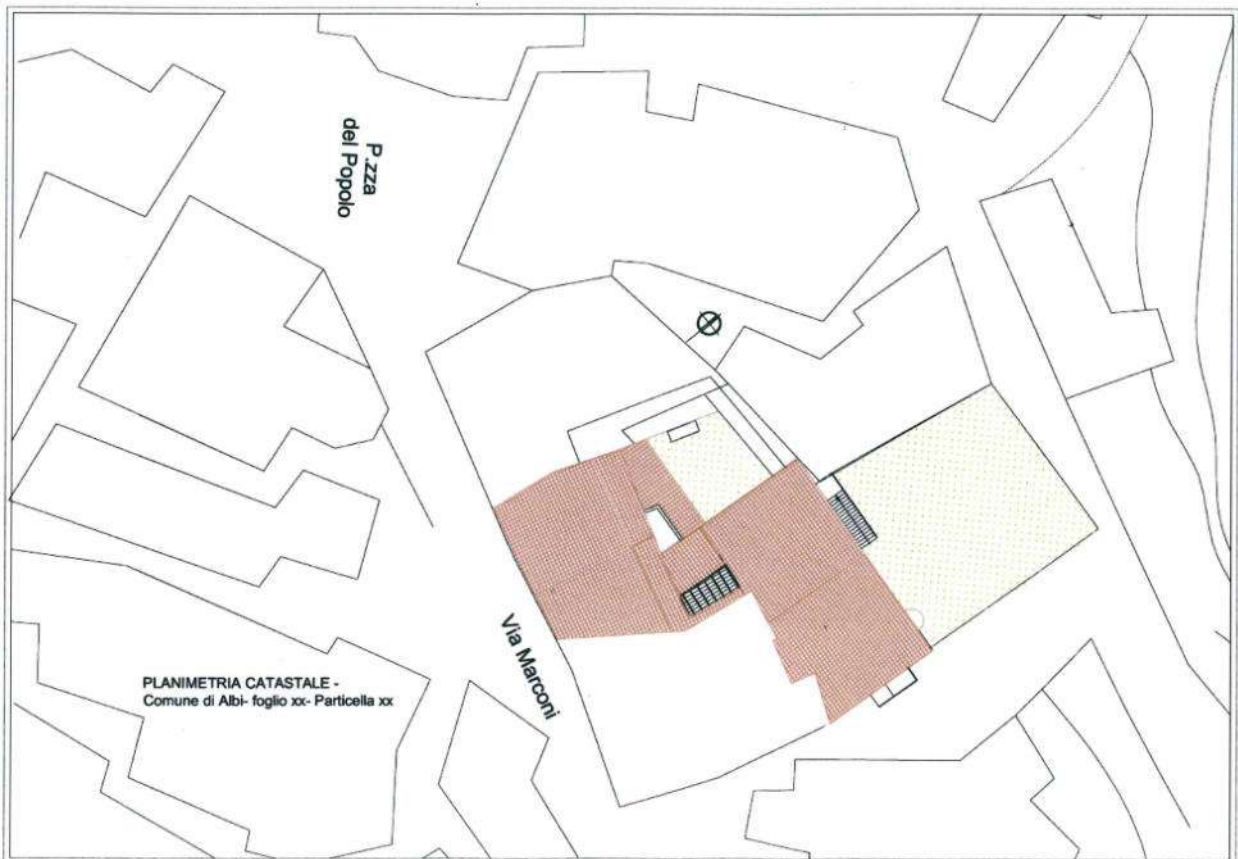 P.zza
del Popolo
Via Marconi
PLANIMETRIA CATASTALE -
Comune di Albi- foglio xx- Particella xx